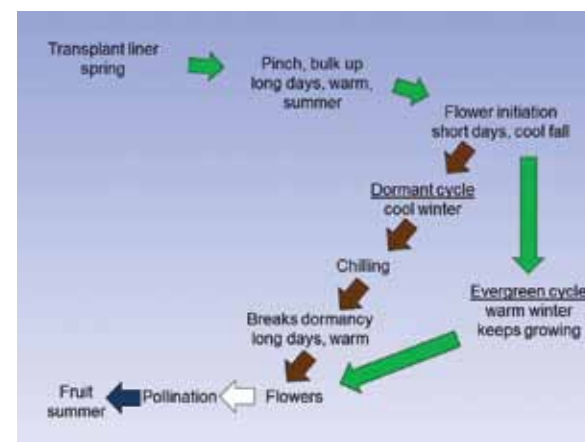 Transplant liner
spring
Pinch, bulk up
long days, warm,
summer
Flower initiation
short days, cool fall
Dormant cycle
cool winter
Chilling
Evergreen cycle
warm winter
keeps growing
Breaks dormancy
long days, warm
Flowers
Pollination
Fruit
summer